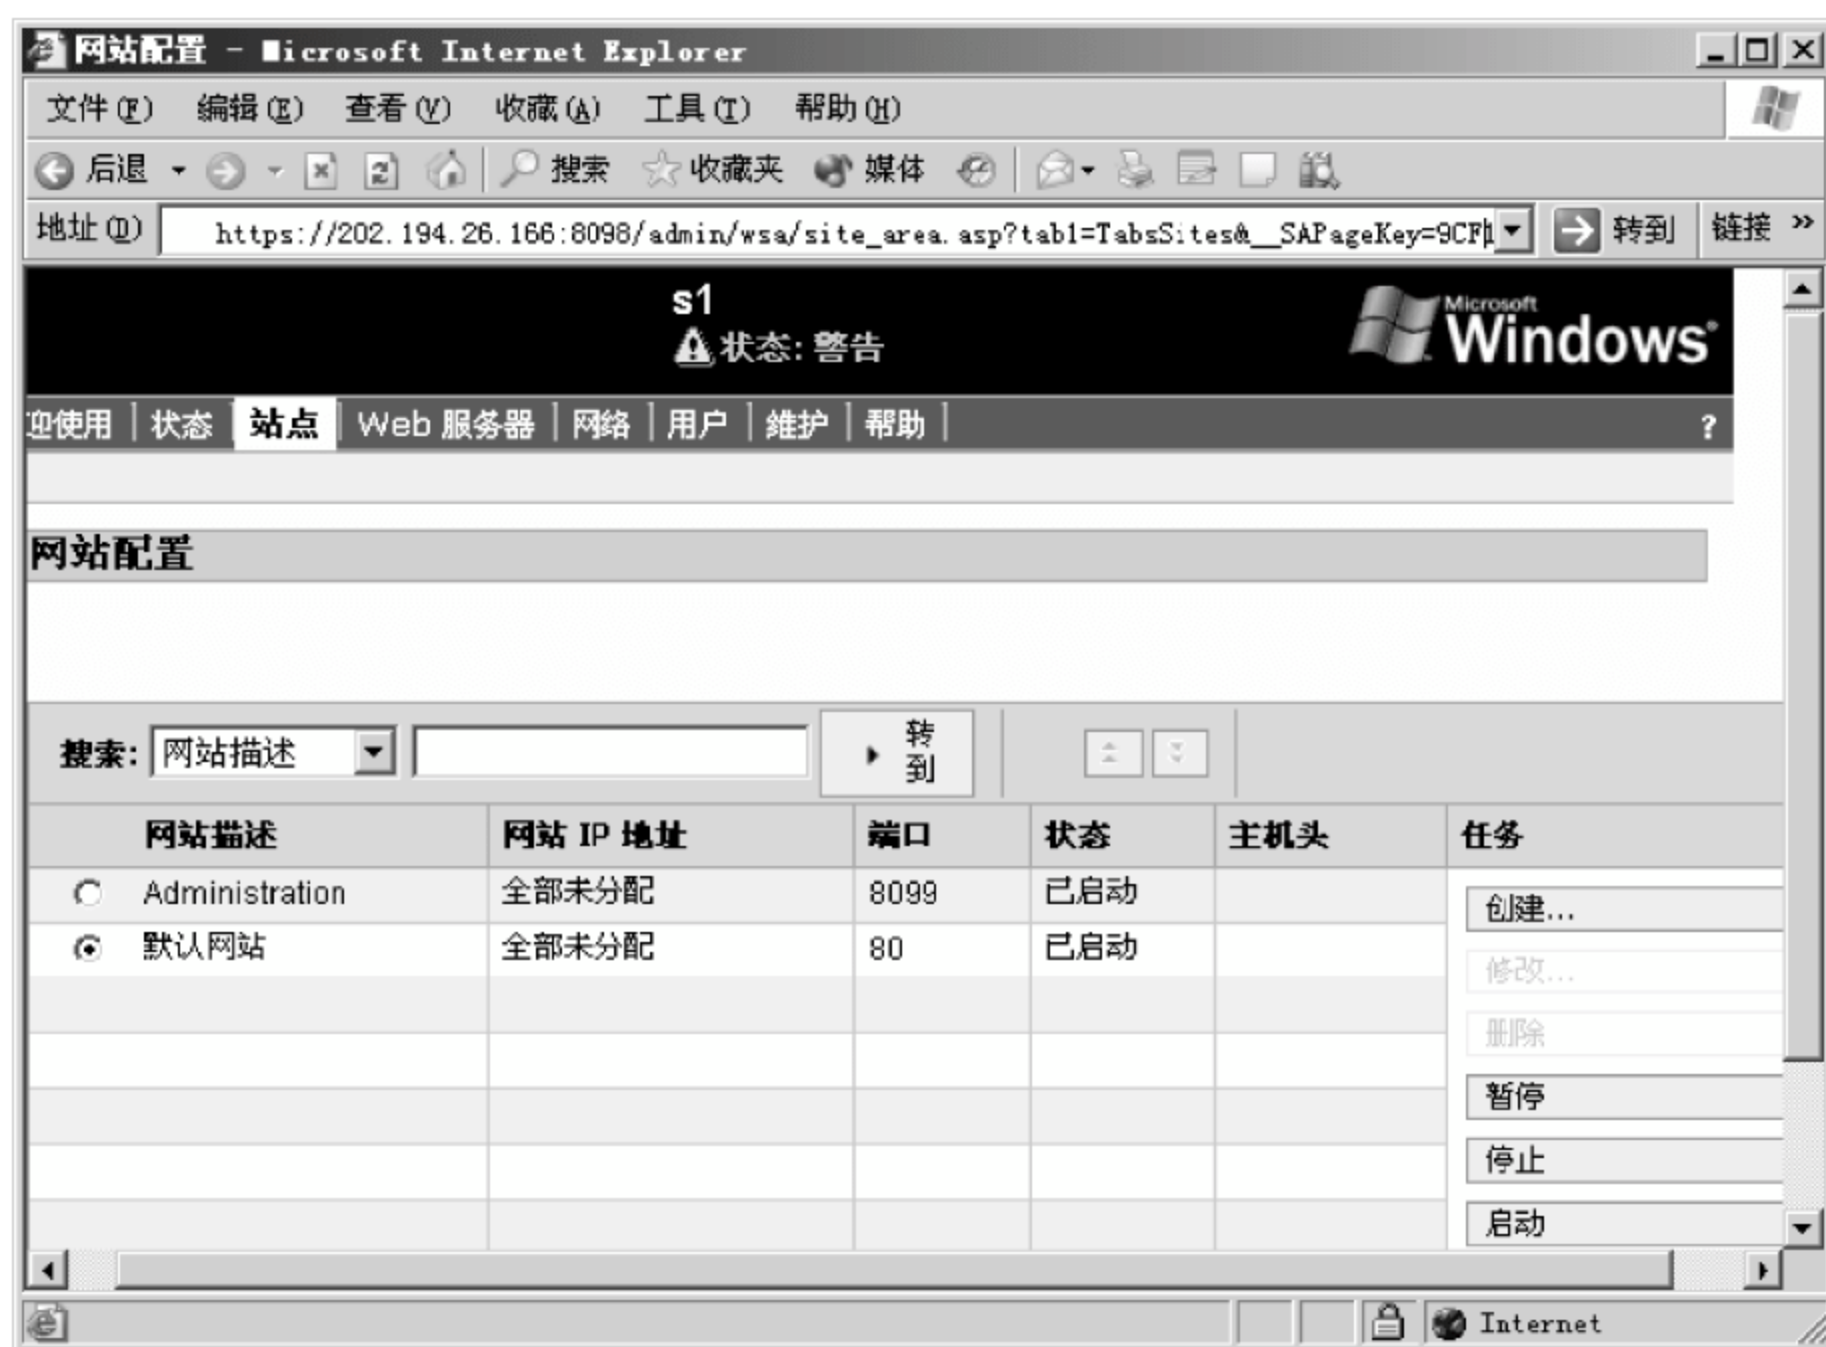 网站配置 - Microsoft Internet Explorer
文件(F) 编辑(E) 查看(V) 收藏(A) 工具(T) 帮助(H)
后退 搜索 收藏夹 媒体
地址(D) https://202.194.26.166:8098/admin/wsa/site_area.asp?tab1=TabsSites&__SAPageKey=9CF1 转到 链接 »
s1
状态: 警告
Microsoft
Windows
迎使用 状态 站点 Web 服务器 网络 用户 维护 帮助 ?
网站配置
搜索: 网站描述 转到
网站描述 网站 IP 地址 端口 状态 主机头 任务
Administration 全部未分配 8099 已启动 创建...
默认网站 全部未分配 80 已启动
修改...
删除
暂停
停止
启动
Internet